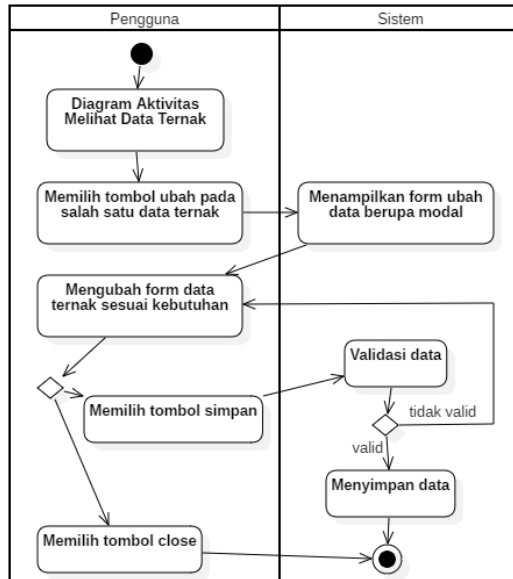 Pengguna
Sistem
Diagram Aktivitas
Melihat Data Ternak
Memilih tombol ubah pada
salah satu data ternak
Menampilkan form ubah
data berupa modal
Mengubah form data
ternak sesuai kebutuhan
Validasi data
Memilih tombol simpan
tidak valid
valid
Menyimpan data
Memilih tombol close